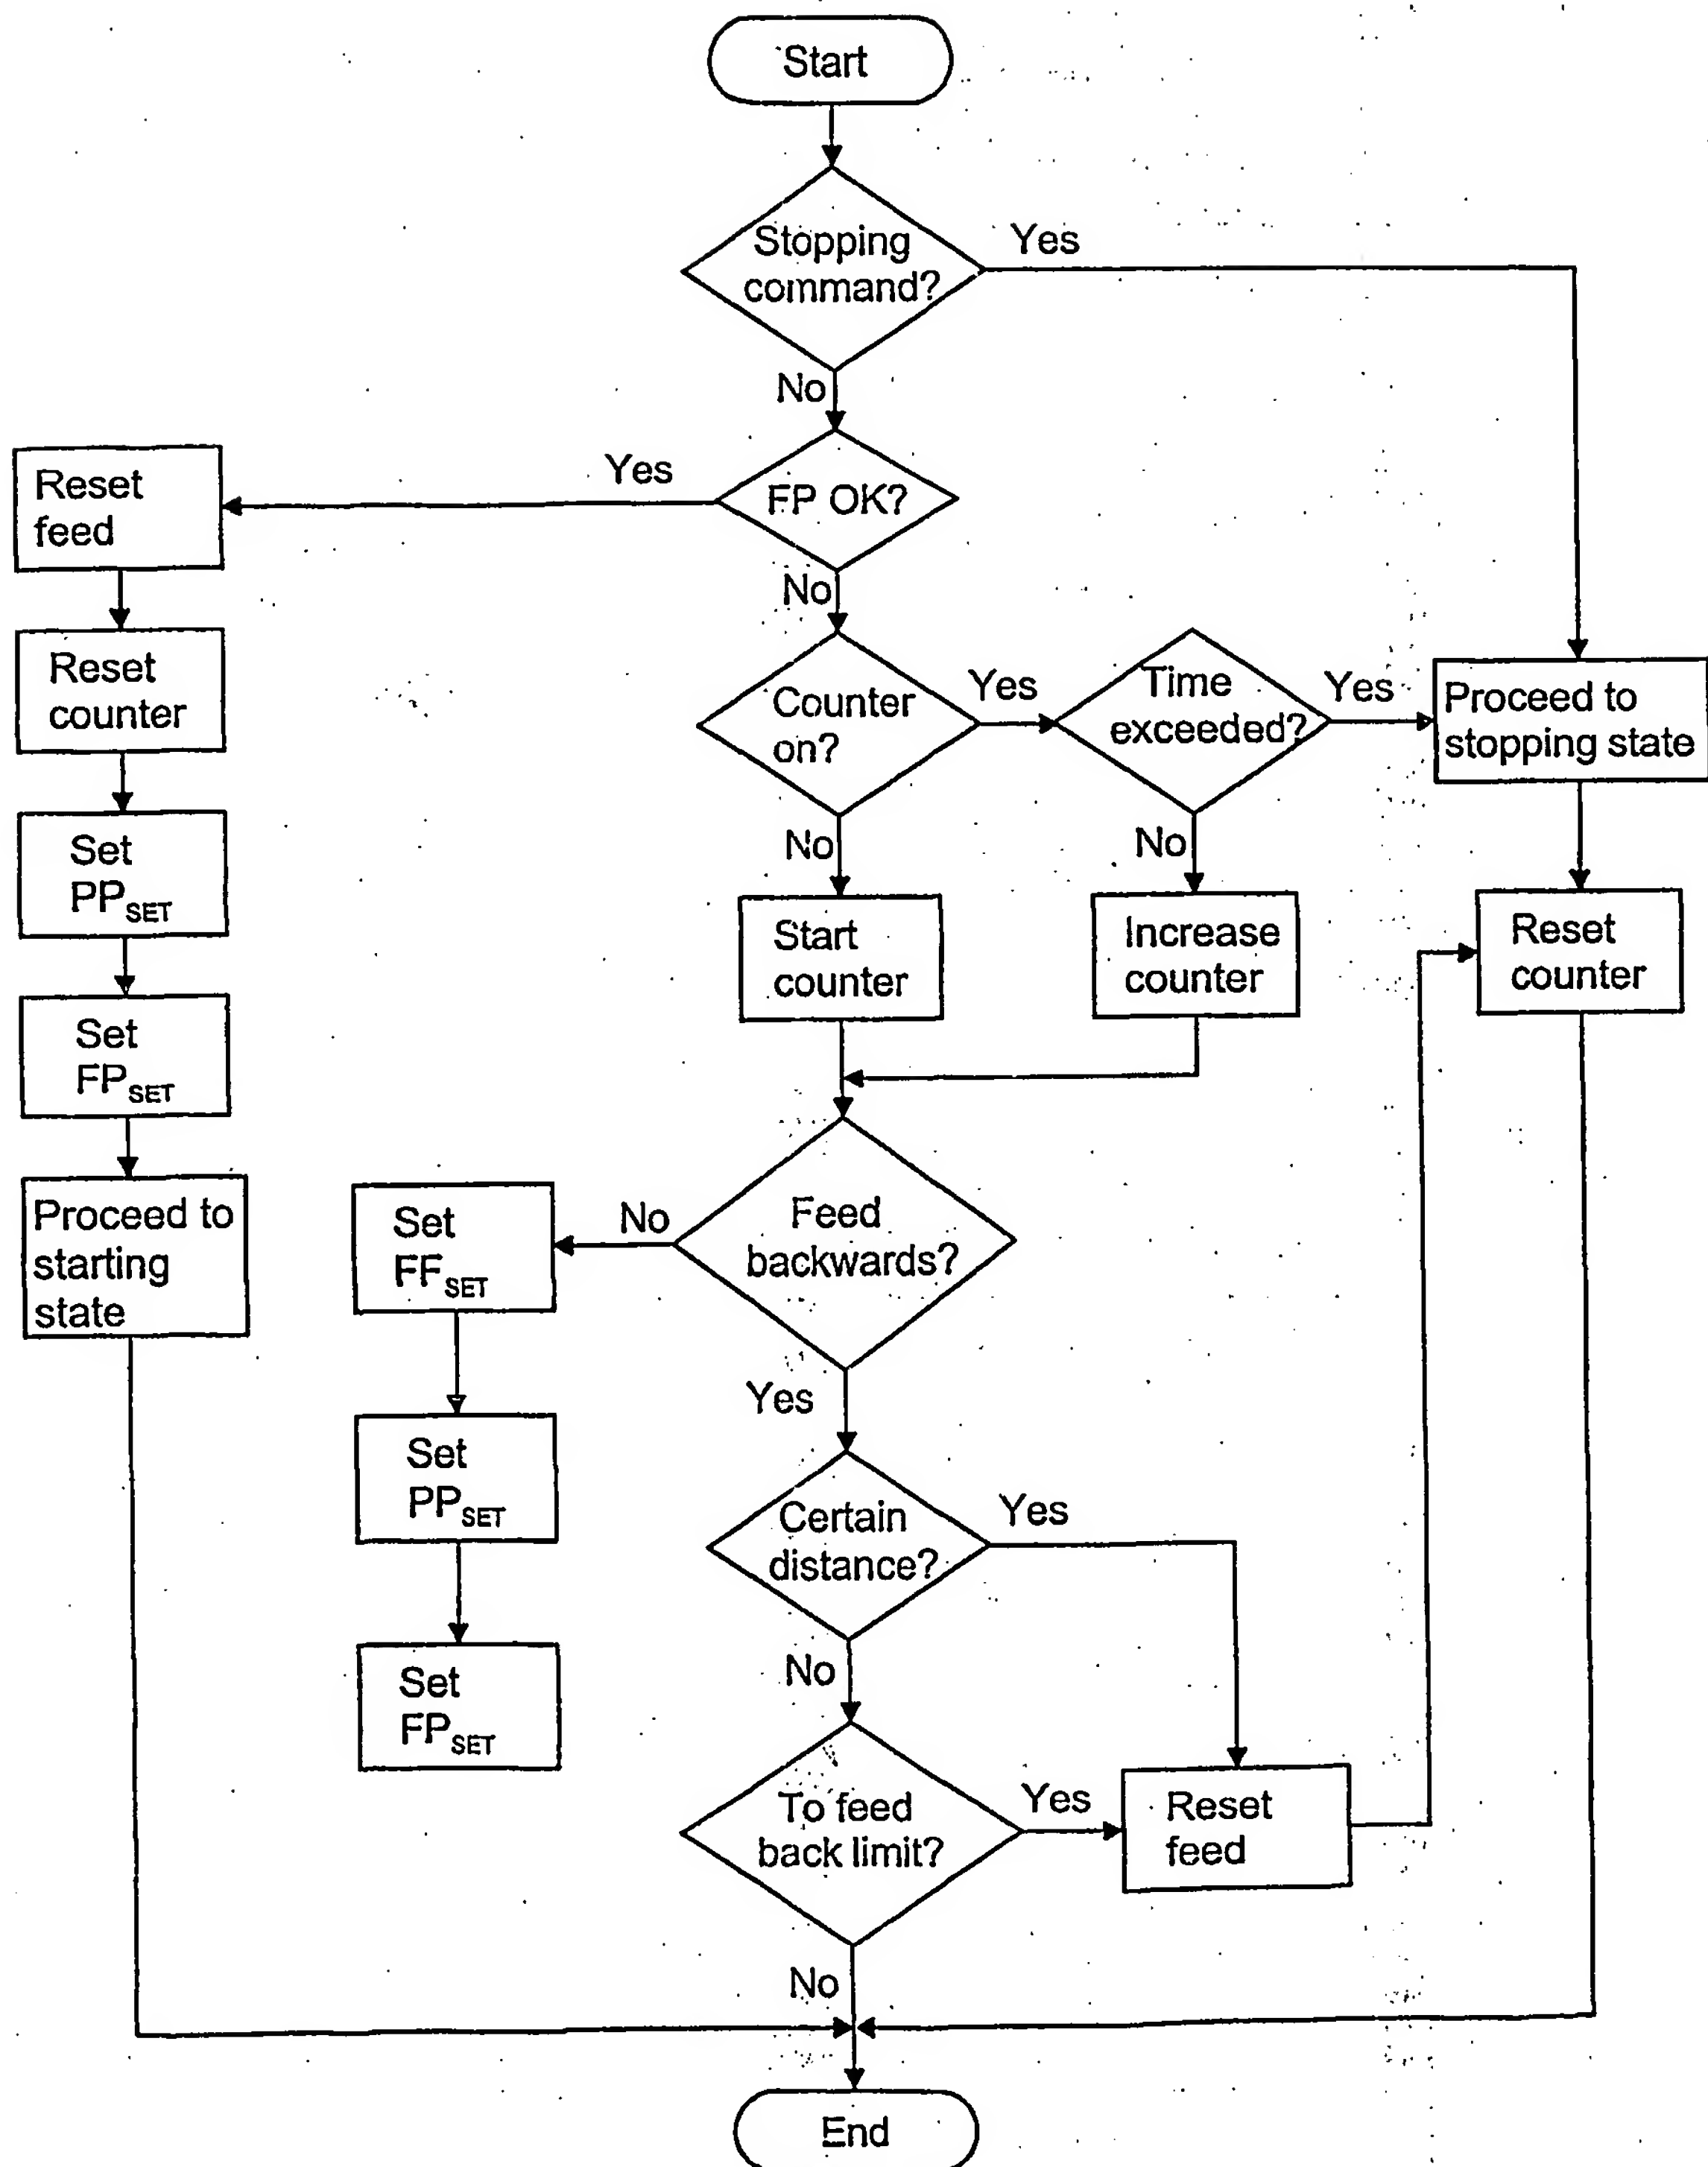 Start
Stopping
command?
Yes
No
FP OK?
Yes
No
Reset
feed
Reset
counter
Set
PPSET
Set
FPSET
Proceed to
starting
state
Counter
on?
Yes
No
Time
exceeded?
Yes
No
Proceed to
stopping state
Start
counter
Increase
counter
Reset
counter
Feed
backwards?
No
Yes
Set
FFSET
Set
PPSET
Set
FPSET
Certain
distance?
Yes
No
To feed
back limit?
Yes
No
Reset
feed
End